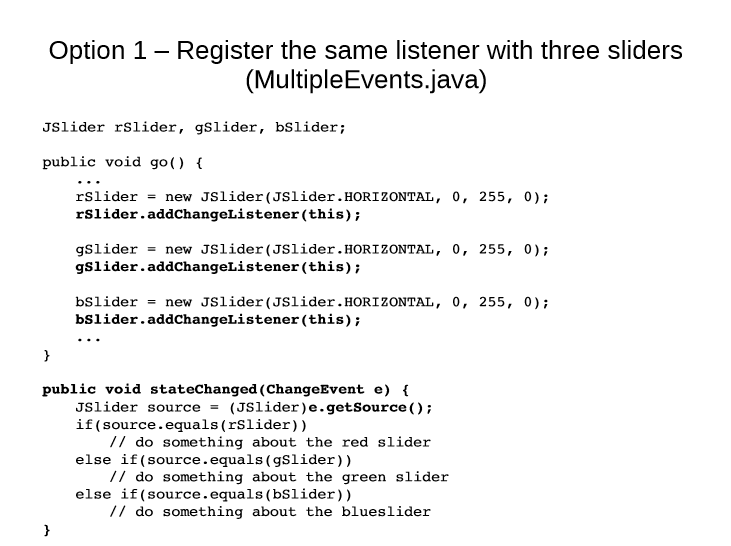 Option 1 – Register the same listener with three sliders
(MultipleEvents.java)
JSlider rSlider, gSlider, bSlider;
public void go() {
...
rSlider = new JSlider(JSlider.HORIZONTAL, 0, 255, 0);
rSlider.addChangeListener(this);
gSlider = new JSlider(JSlider.HORIZONTAL, 0, 255, 0);
gSlider.addChangeListener(this);
bSlider = new JSlider(JSlider.HORIZONTAL, 0, 255, 0);
bSlider.addChangeListener(this);
...
}
public void stateChanged(ChangeEvent e) {
JSlider source = (JSlider)e.getSource();
if(source.equals(rSlider))
// do something about the red slider
else if(source.equals(gSlider))
// do something about the green slider
else if(source.equals(bSlider))
// do something about the blueslider
}